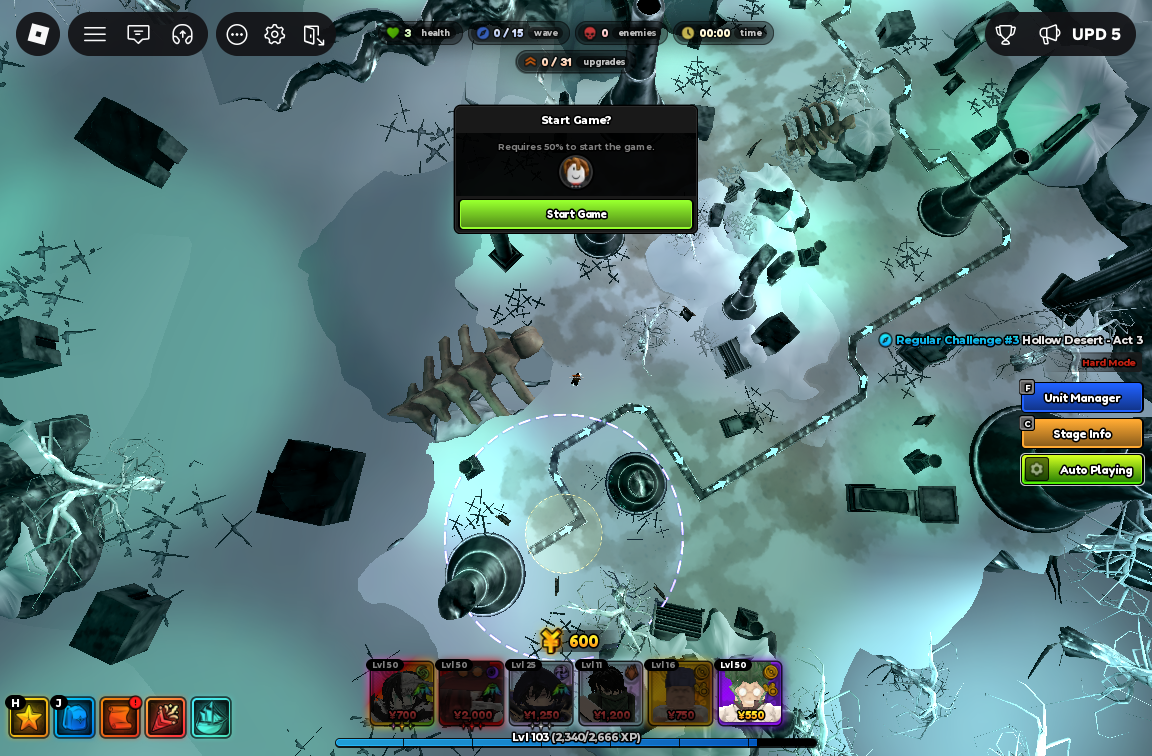 3 health
0 / 15 wave
0 enemies
00:00 time
UPD 5
0 / 31 upgrades
Start Game?
Requires 50% to start the game.
Start Game
Regular Challenge #3 Hollow Desert - Act 3
Hard Mode
F
Unit Manager
C
Stage Info
Auto Playing
600
Lvl 50
Lvl 50
Lvl 25
Lvl 11
Lvl 16
Lvl 50
¥700
¥2,000
¥1,250
¥1,200
¥750
¥550
H
J
Lvl 103 (2,340/2,666 XP)